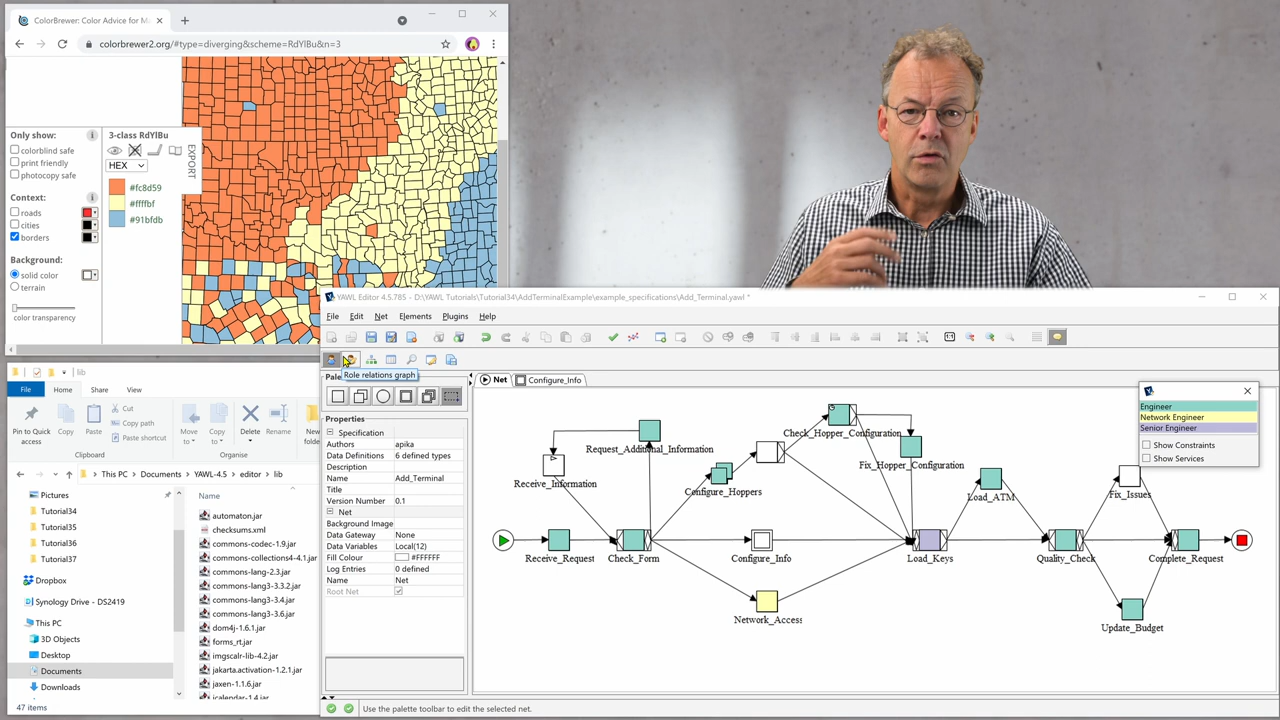 ColorBrewer: Color Advice for M
colorbrewer2.org/#type=diverging&scheme=RdYlBu&n=3
Only show:
colorblind safe
print friendly
photocopy safe
Context:
roads
cities
borders
Background:
solid color
terrain
color transparency
3-class RdYlBu
EXPORT
HEX
#fc8d59
#ffffbf
#91bfdb
lib
File
Home
Share
View
Pin to Quick access
Copy
Paste
Cut
Copy path
Paste shortcut
Move to
Copy to
Delete
Rename
Clipboard
Organize
This PC
Documents
YAWL-4.5
editor
lib
Pictures
Tutorial34
Tutorial35
Tutorial36
Tutorial37
Dropbox
Synology Drive - DS2419
This PC
3D Objects
Desktop
Documents
Downloads
Name
automaton.jar
checksums.xml
commons-codec-1.9.jar
commons-collections4-4.1.jar
commons-lang-2.3.jar
commons-lang3-3.3.2.jar
commons-lang3-3.4.jar
commons-lang3-3.6.jar
dom4j-1.6.1.jar
forms_rt.jar
imgscalr-lib-4.2.jar
jakarta.activation-1.2.1.jar
jaxen-1.1.6.jar
icalendar-1.4.jar
47 items
YAWL Editor 4.5.785 - D:\YAWL Tutorials\Tutorial34\AddTerminalExample\example_specifications\Add_Terminal.yawl *
File Edit Net Elements Plugins Help
Role relations graph
Properties
Specification
Authors apika
Data Definitions 6 defined types
Description
Name Add_Terminal
Title
Version Number 0.1
Net
Background Image
Data Gateway None
Data Variables Local(12)
Fill Colour #FFFFFF
Log Entries 0 defined
Name Net
Root Net
Net
Configure_Info
Request_Additional_Information
Receive_Information
Check_Hopper_Configuration
Fix_Hopper_Configuration
Configure_Hoppers
Load_ATM
Fix_Issues
Receive_Request
Check_Form
Configure_Info
Load_Keys
Quality_Check
Complete_Request
Network_Access
Update_Budget
Engineer
Network Engineer
Senior Engineer
Show Constraints
Show Services
Use the palette toolbar to edit the selected net.